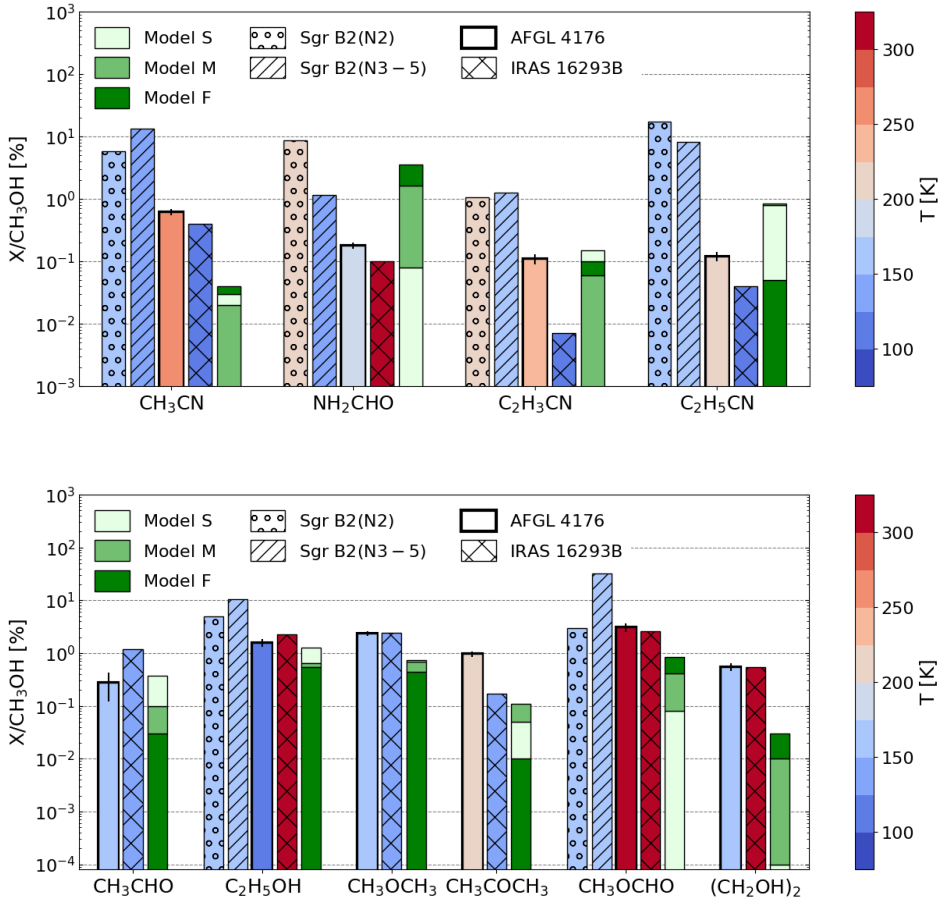 10³
10²
10¹
10⁰
10⁻¹
10⁻²
10⁻³
X/CH₃OH [%]
Model S
Model M
Model F
Sgr B2(N2)
Sgr B2(N3−5)
AFGL 4176
IRAS 16293B
CH₃CN
NH₂CHO
C₂H₃CN
C₂H₅CN
300
250
200
150
100
T [K]
10³
10²
10¹
10⁰
10⁻¹
10⁻²
10⁻³
10⁻⁴
X/CH₃OH [%]
Model S
Model M
Model F
Sgr B2(N2)
Sgr B2(N3−5)
AFGL 4176
IRAS 16293B
CH₃CHO
C₂H₅OH
CH₃OCH₃
CH₃COCH₃
CH₃OCHO
(CH₂OH)₂
300
250
200
150
100
T [K]